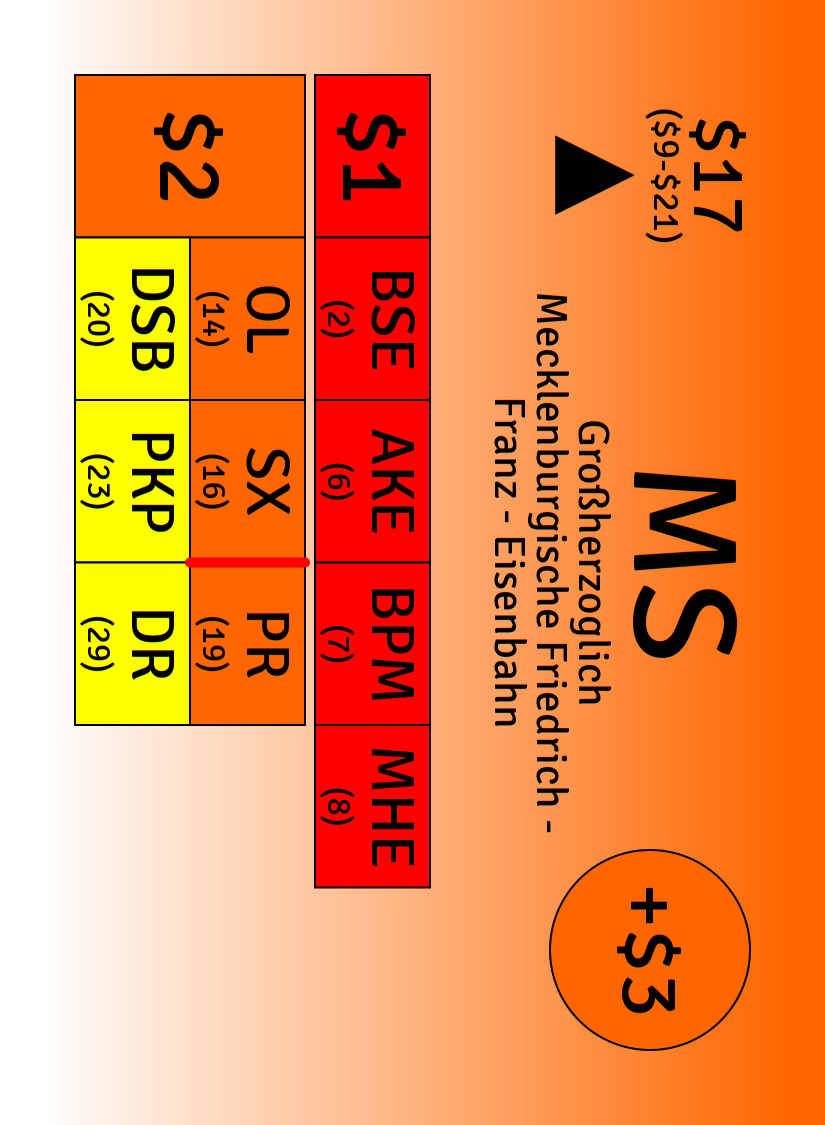 $17
($9-$21)
MS
+$3
Großherzoglich
Mecklenburgische Friedrich -
Franz - Eisenbahn
$1
BSE
(2)
AKE
(6)
BPM
(7)
MHE
(8)
$2
OL
(14)
SX
(16)
PR
(19)
DSB
(20)
PKP
(23)
DR
(29)